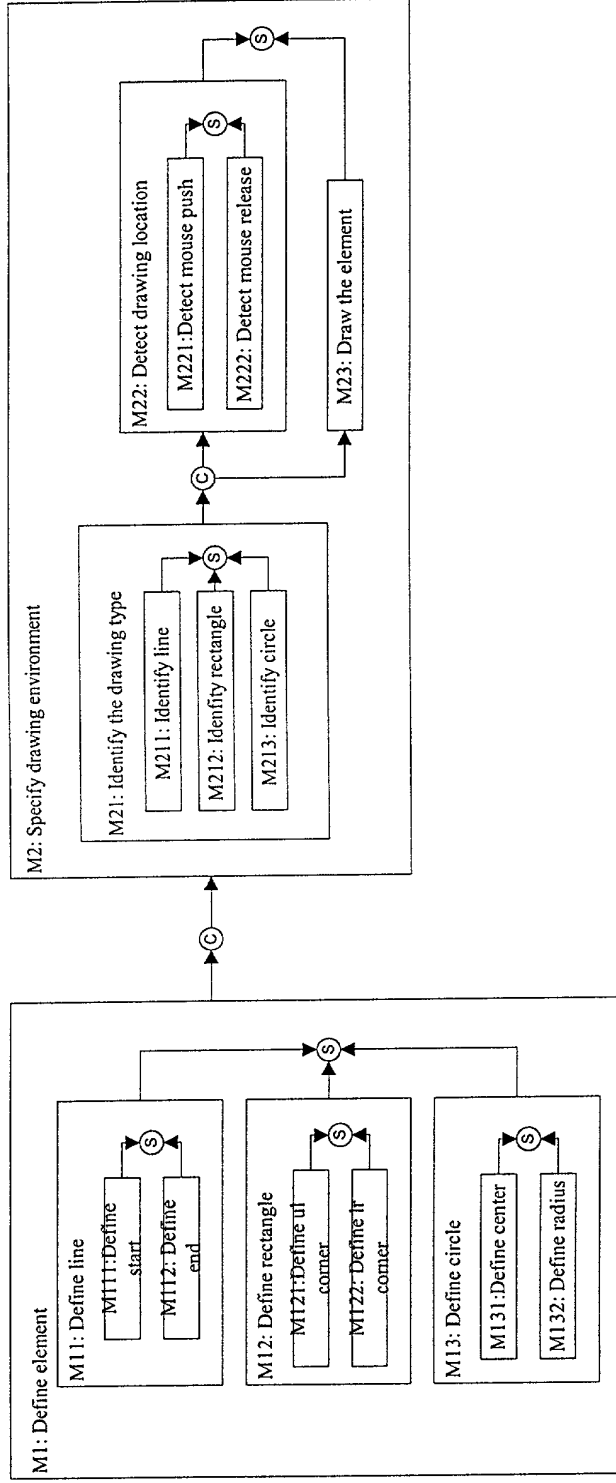 M1: Define element
M11: Define line
M111:Define
start
M112: Define
end
S
M12: Define rectangle
M121:Define ul
corner
M122: Define lr
corner
S
M13: Define circle
M131:Define center
M132: Define radius
S
S
C
M2: Specify drawing environment
M21: Identify the drawing type
M211: Identify line
M212: Idenfity rectangle
M213: Identify circle
S
C
M22: Detect drawing location
M221:Detect mouse push
M222: Detect mouse release
S
M23: Draw the element
S